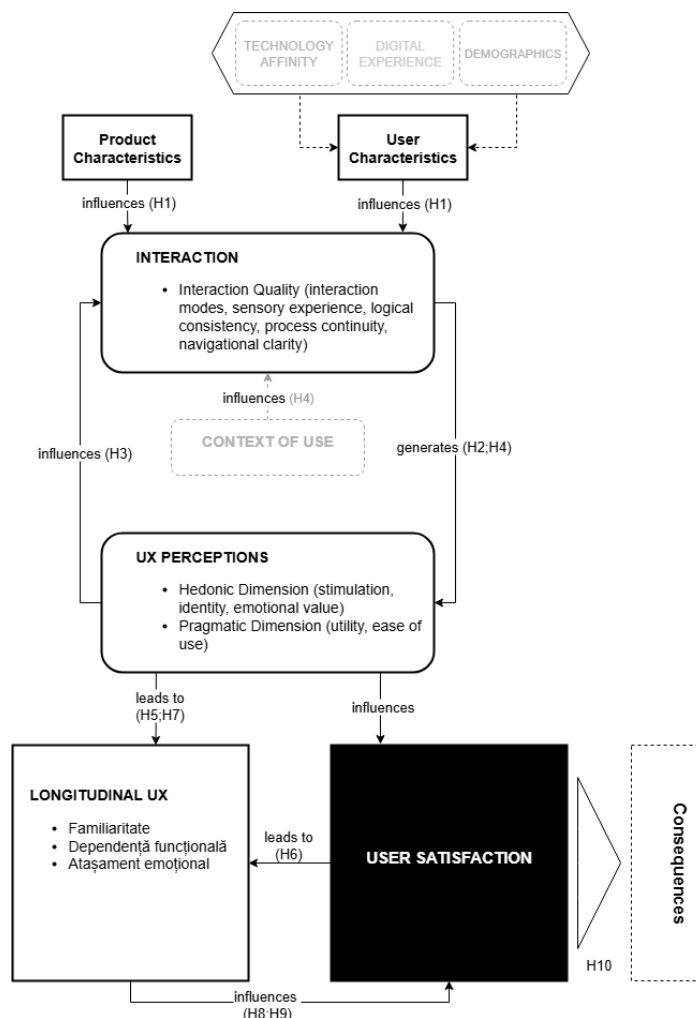 TECHNOLOGY
AFFINITY
DIGITAL
EXPERIENCE
DEMOGRAPHICS
Product
Characteristics
User
Characteristics
influences (H1)
influences (H1)
INTERACTION
• Interaction Quality (interaction
modes, sensory experience, logical
consistency, process continuity,
navigational clarity)
influences (H4)
CONTEXT OF USE
influences (H3)
generates (H2;H4)
UX PERCEPTIONS
• Hedonic Dimension (stimulation,
identity, emotional value)
• Pragmatic Dimension (utility, ease of
use)
leads to
(H5;H7)
influences
LONGITUDINAL UX
• Familiaritate
• Dependență funcțională
• Atașament emoțional
leads to
(H6)
USER SATISFACTION
Consequences
H10
influences
(H8;H9)